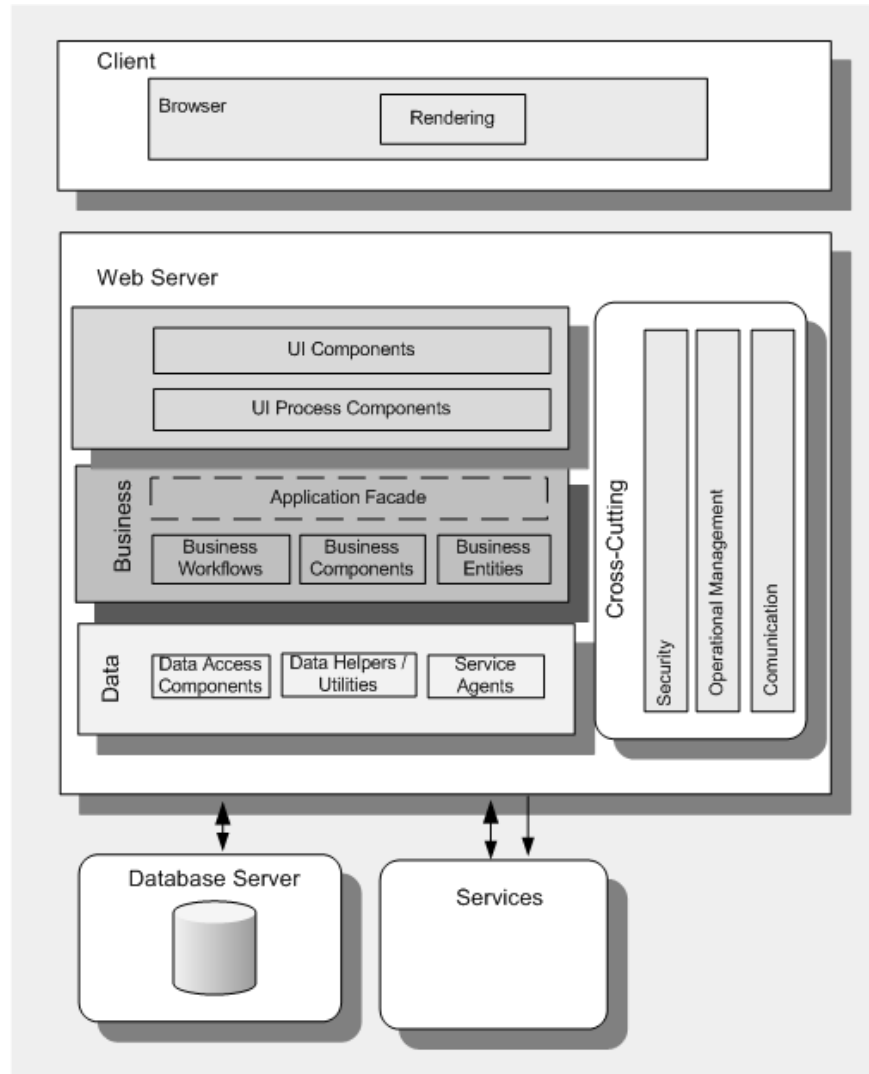 Client
Browser
Rendering
Web Server
UI Components
UI Process Components
Business
Application Facade
Business
Workflows
Business
Components
Business
Entities
Data
Data Access
Components
Data Helpers /
Utilities
Service
Agents
Cross-Cutting
Security
Operational Management
Comunication
Database Server
Services